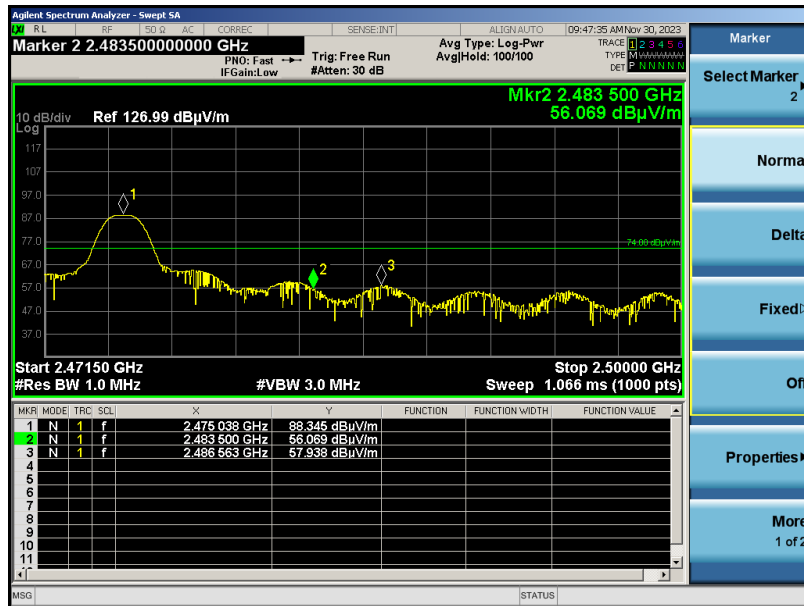 Agilent Spectrum Analyzer - Swept SA
LXI RL RF 50 Ω AC CORREC SENSE:INT ALIGN AUTO 09:47:35 AM Nov 30, 2023
Marker 2 2.483500000000 GHz
PNO: Fast
IFGain:Low
Trig: Free Run
#Atten: 30 dB
Avg Type: Log-Pwr
Avg|Hold: 100/100
TRACE 1 2 3 4 5 6
TYPE M
DET P N N N N N
Mkr2 2.483 500 GHz
56.069 dBµV/m
10 dB/div Ref 126.99 dBµV/m
Log
117
107
97.0
87.0
77.0
67.0
57.0
47.0
37.0
1
2
3
74.00 dBµV/m
Start 2.47150 GHz Stop 2.50000 GHz
#Res BW 1.0 MHz #VBW 3.0 MHz Sweep 1.066 ms (1000 pts)
MKR MODE TRC SCL X Y FUNCTION FUNCTION WIDTH FUNCTION VALUE
1 N 1 f 2.475 038 GHz 88.345 dBµV/m
2 N 1 f 2.483 500 GHz 56.069 dBµV/m
3 N 1 f 2.486 563 GHz 57.938 dBµV/m
4
5
6
7
8
9
10
11
MSG STATUS
Marker
Select Marker
2
Norma
Delta
Fixed
Off
Properties
More
1 of 2